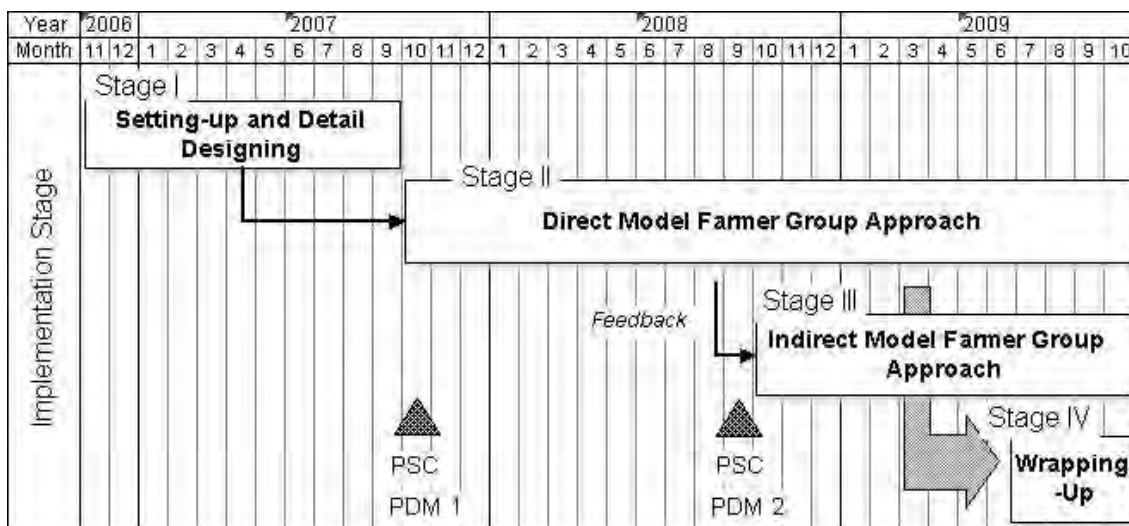 Year 2006 2007 2008 2009
Month 11 12 1 2 3 4 5 6 7 8 9 10 11 12 1 2 3 4 5 6 7 8 9 10 11 12 1 2 3 4 5 6 7 8 9 10
Implementation Stage
Stage I
Setting-up and Detail
Designing
Stage II
Direct Model Farmer Group Approach
Feedback
Stage III
Indirect Model Farmer Group
Approach
Stage IV
Wrapping
-Up
PSC
PDM 1
PSC
PDM 2